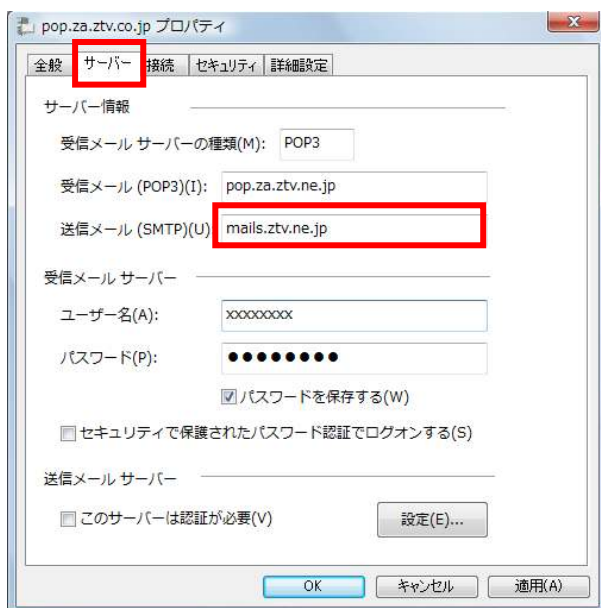 pop.za.ztv.co.jp プロパティ
全般 サーバー 接続 セキュリティ 詳細設定
サーバー情報
受信メール サーバーの種類(M): POP3
受信メール (POP3)(I): pop.za.ztv.ne.jp
送信メール (SMTP)(U) mails.ztv.ne.jp
受信メール サーバー
ユーザー名(A): xxxxxxxx
パスワード(P): ●●●●●●●●
パスワードを保存する(W)
セキュリティで保護されたパスワード認証でログオンする(S)
送信メール サーバー
このサーバーは認証が必要(V) 設定(E)...
OK キャンセル 適用(A)